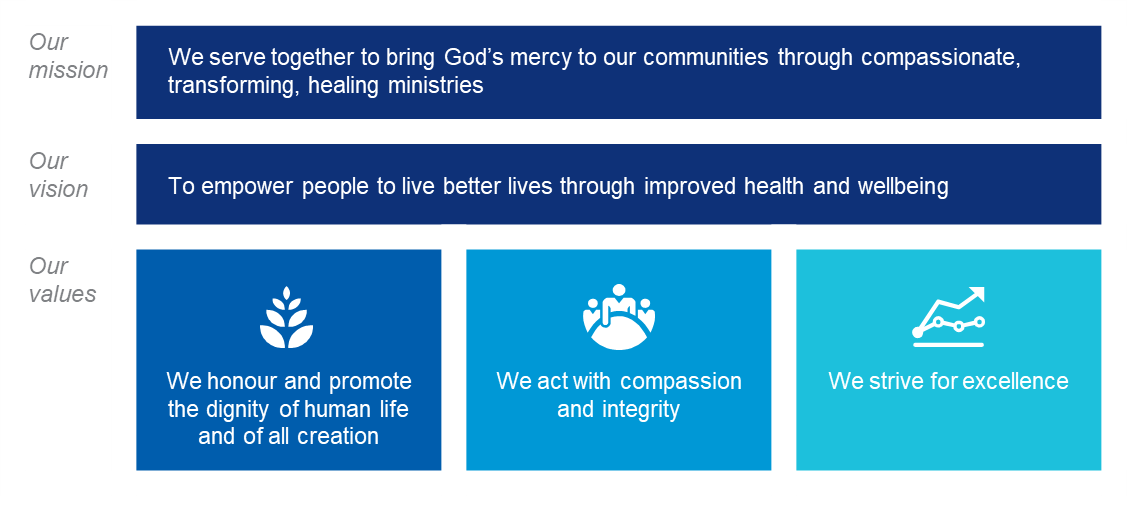 Our
mission
We serve together to bring God’s mercy to our communities through compassionate,
transforming, healing ministries
Our
vision
To empower people to live better lives through improved health and wellbeing
Our
values
We honour and promote
the dignity of human life
and of all creation
We act with compassion
and integrity
We strive for excellence